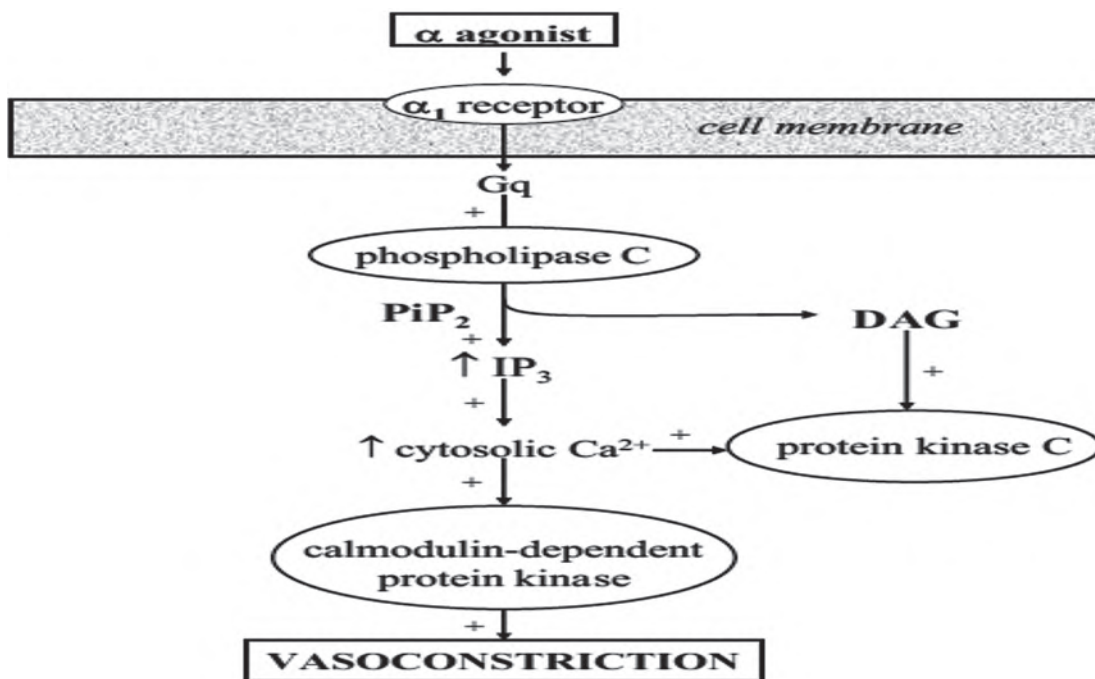 α agonist
α₁ receptor
cell membrane
Gq
+
phospholipase C
PiP₂
DAG
+
↑ IP₃
+
+
↑ cytosolic Ca²⁺
+
protein kinase C
+
calmodulin-dependent
protein kinase
+
VASOCONSTRICTION